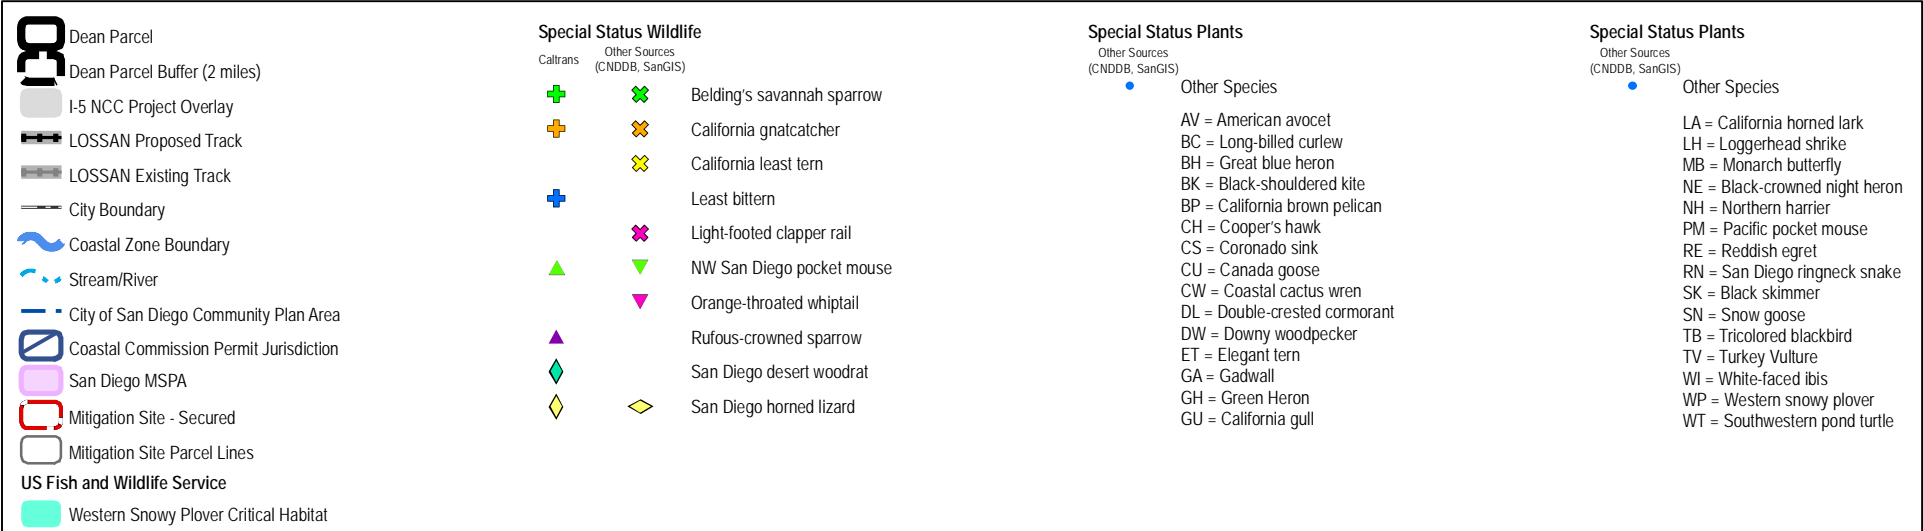 Dean Parcel
Dean Parcel Buffer (2 miles)
I-5 NCC Project Overlay
LOSSAN Proposed Track
LOSSAN Existing Track
City Boundary
Coastal Zone Boundary
Stream/River
City of San Diego Community Plan Area
Coastal Commission Permit Jurisdiction
San Diego MSPA
Mitigation Site - Secured
Mitigation Site Parcel Lines
US Fish and Wildlife Service
Western Snowy Plover Critical Habitat
Special Status Wildlife
Caltrans
Other Sources
(CNDDB, SanGIS)
Belding's savannah sparrow
California gnatcatcher
California least tern
Least bittern
Light-footed clapper rail
NW San Diego pocket mouse
Orange-throated whiptail
Rufous-crowned sparrow
San Diego desert woodrat
San Diego horned lizard
Special Status Plants
Other Sources
(CNDDB, SanGIS)
Other Species
AV = American avocet
BC = Long-billed curlew
BH = Great blue heron
BK = Black-shouldered kite
BP = California brown pelican
CH = Cooper's hawk
CS = Coronado sink
CU = Canada goose
CW = Coastal cactus wren
DL = Double-crested cormorant
DW = Downy woodpecker
ET = Elegant tern
GA = Gadwall
GH = Green Heron
GU = California gull
Special Status Plants
Other Sources
(CNDDB, SanGIS)
Other Species
LA = California horned lark
LH = Loggerhead shrike
MB = Monarch butterfly
NE = Black-crowned night heron
NH = Northern harrier
PM = Pacific pocket mouse
RE = Reddish egret
RN = San Diego ringneck snake
SK = Black skimmer
SN = Snow goose
TB = Tricolored blackbird
TV = Turkey Vulture
WI = White-faced ibis
WP = Western snowy plover
WT = Southwestern pond turtle